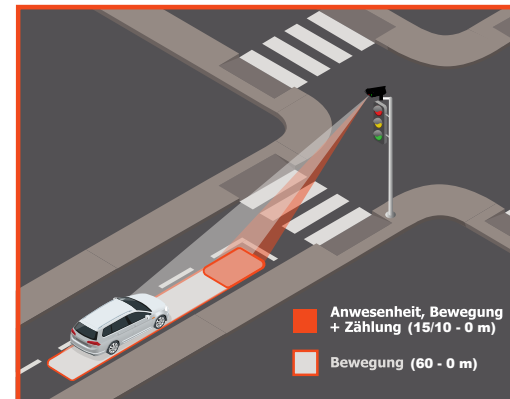 Anwesenheit, Bewegung
+ Zählung (15/10 - 0 m)
Bewegung (60 - 0 m)